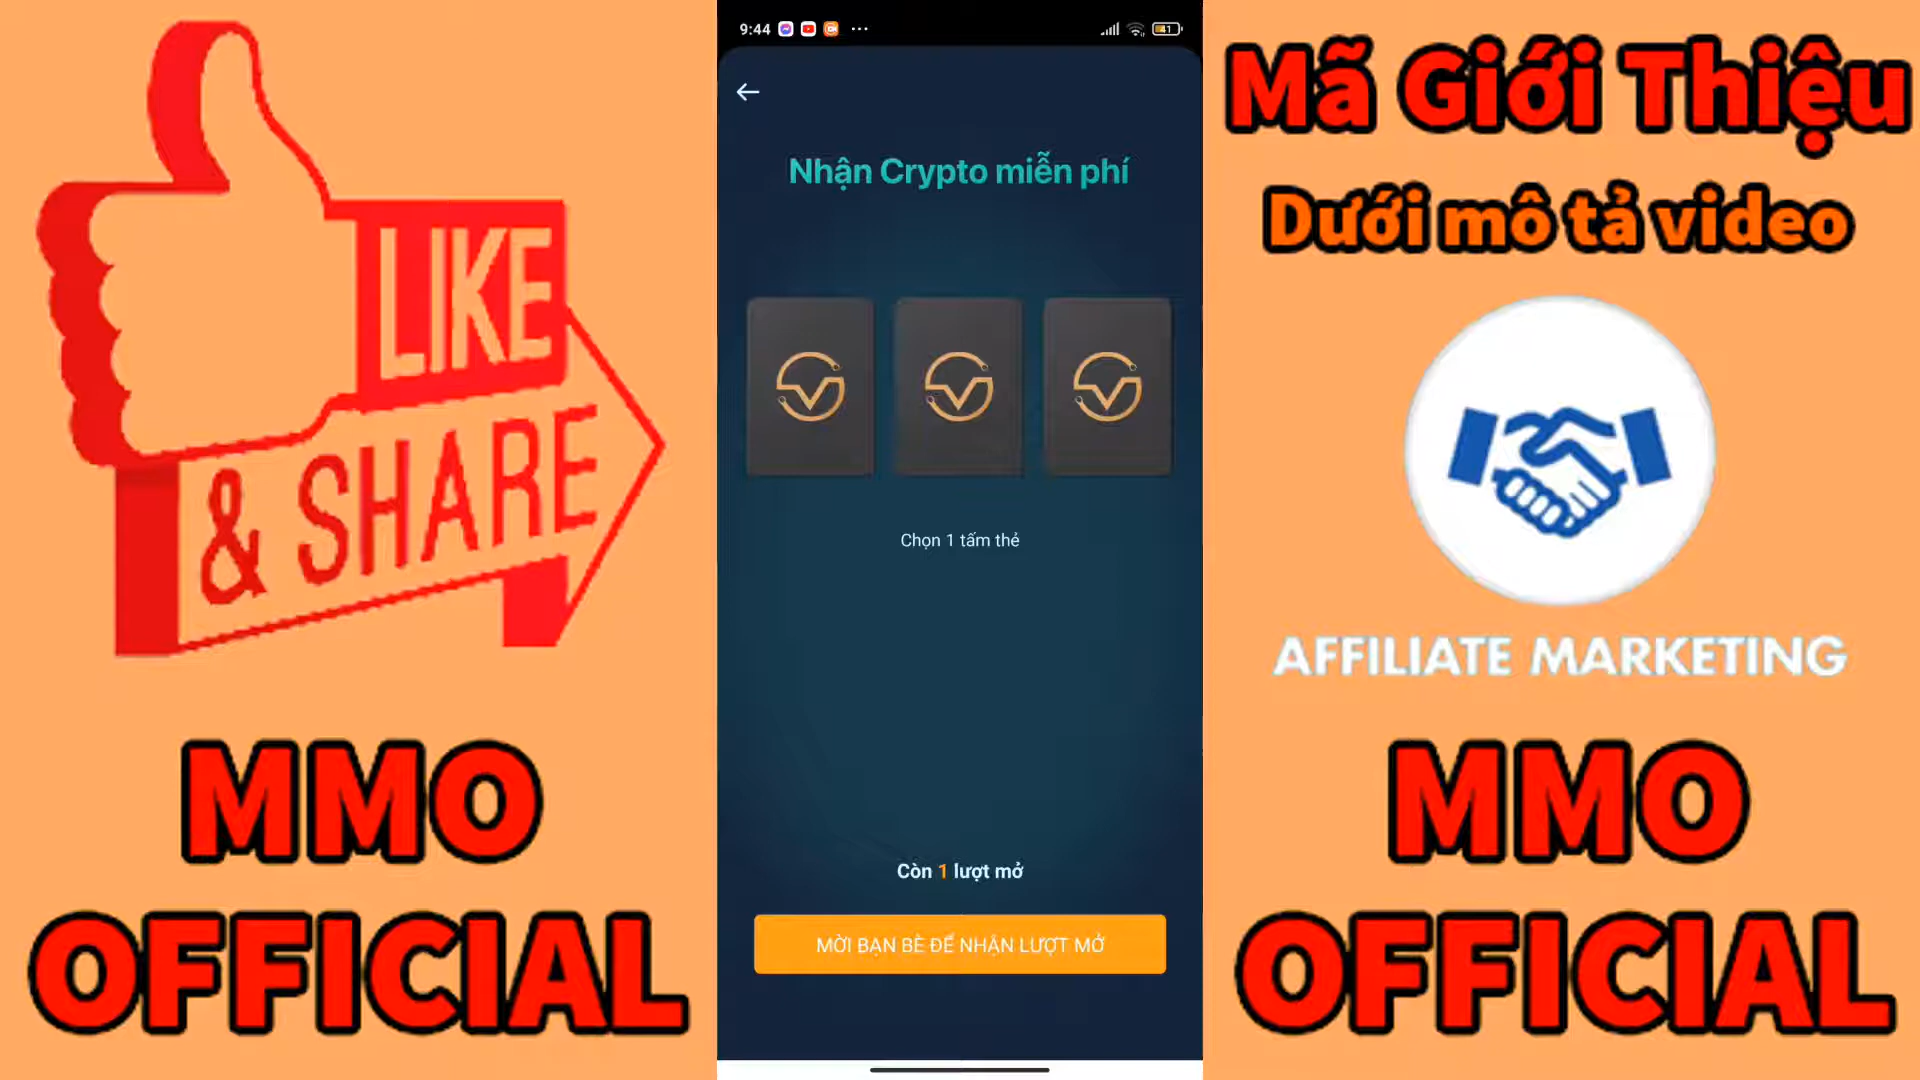 LIKE
& SHARE
MMO
OFFICIAL
9:44
41
Nhận Crypto miễn phí
Chọn 1 tấm thẻ
Còn 1 lượt mở
MỜI BẠN BÈ ĐỂ NHẬN LƯỢT MỞ
Mã Giới Thiệu
Dưới mô tả video
AFFILIATE MARKETING
MMO
OFFICIAL